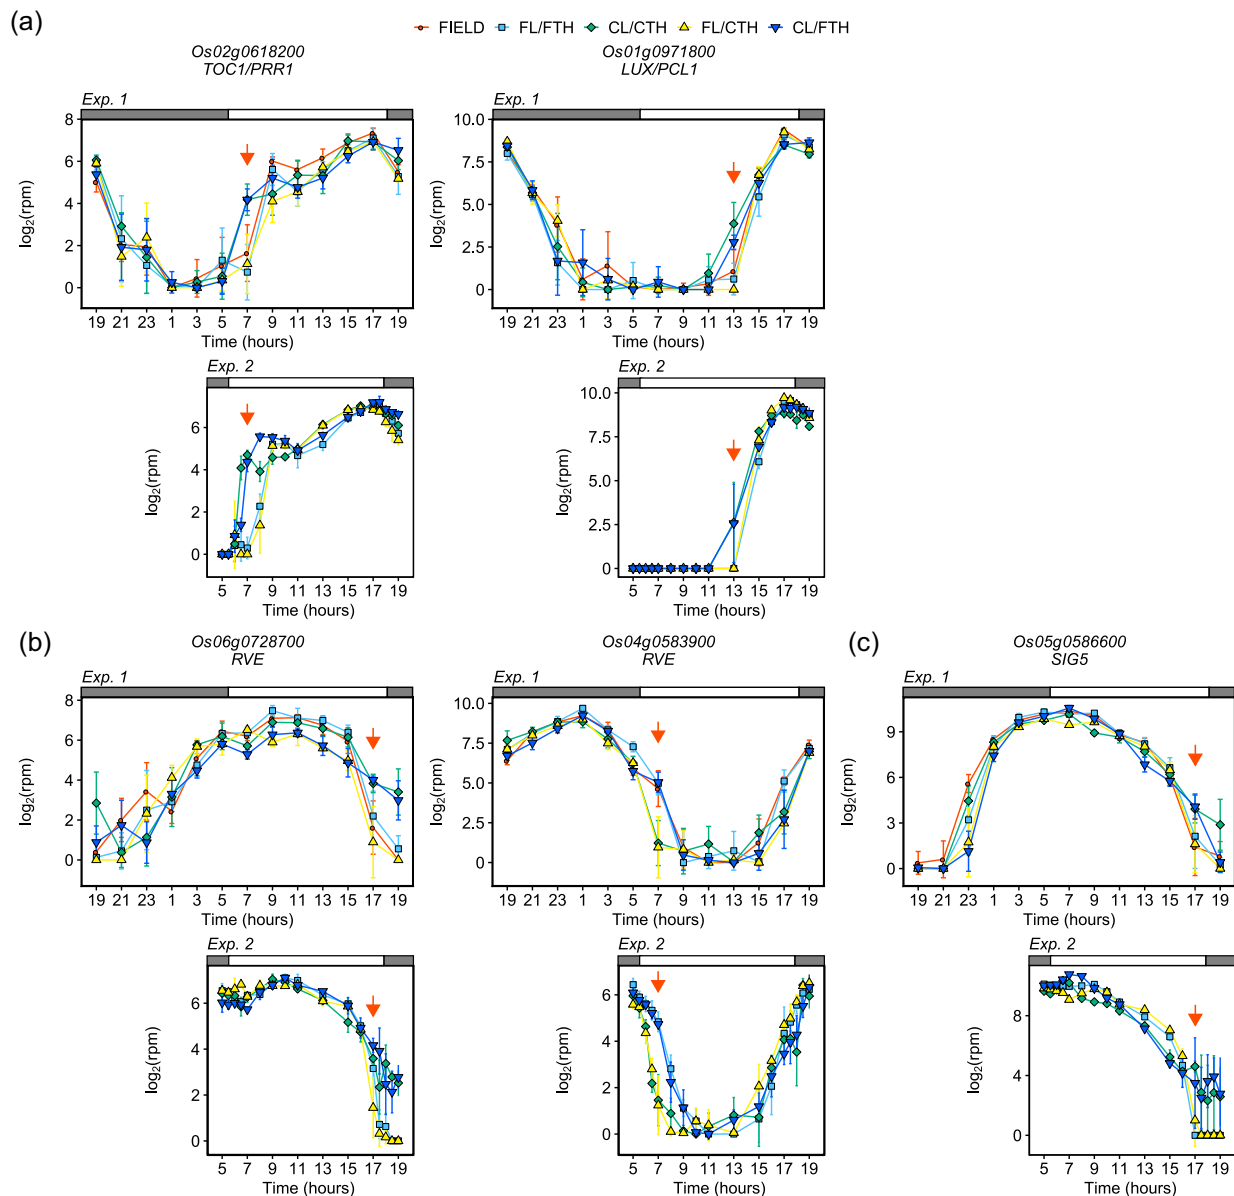 (a)
FIELD FL/FTH CL/CTH FL/CTH CL/FTH
Os02g0618200
TOC1/PRR1
Os01g0971800
LUX/PCL1
Exp. 1
8
6
4
2
0
log2(rpm)
19 21 23 1 3 5 7 9 11 13 15 17 19
Time (hours)
Exp. 1
10.0
7.5
5.0
2.5
0
log2(rpm)
19 21 23 1 3 5 7 9 11 13 15 17 19
Time (hours)
Exp. 2
6
4
2
0
log2(rpm)
5 7 9 11 13 15 17 19
Time (hours)
Exp. 2
10.0
7.5
5.0
2.5
0
log2(rpm)
5 7 9 11 13 15 17 19
Time (hours)
(b)
Os06g0728700
RVE
Os04g0583900
RVE
(c)
Os05g0586600
SIG5
Exp. 1
8
6
4
2
0
log2(rpm)
19 21 23 1 3 5 7 9 11 13 15 17 19
Time (hours)
Exp. 1
10.0
7.5
5.0
2.5
0
log2(rpm)
19 21 23 1 3 5 7 9 11 13 15 17 19
Time (hours)
Exp. 1
9
6
3
0
log2(rpm)
19 21 23 1 3 5 7 9 11 13 15 17 19
Time (hours)
Exp. 2
6
4
2
0
log2(rpm)
5 7 9 11 13 15 17 19
Time (hours)
Exp. 2
6
4
2
0
log2(rpm)
5 7 9 11 13 15 17 19
Time (hours)
Exp. 2
8
4
0
log2(rpm)
5 7 9 11 13 15 17 19
Time (hours)